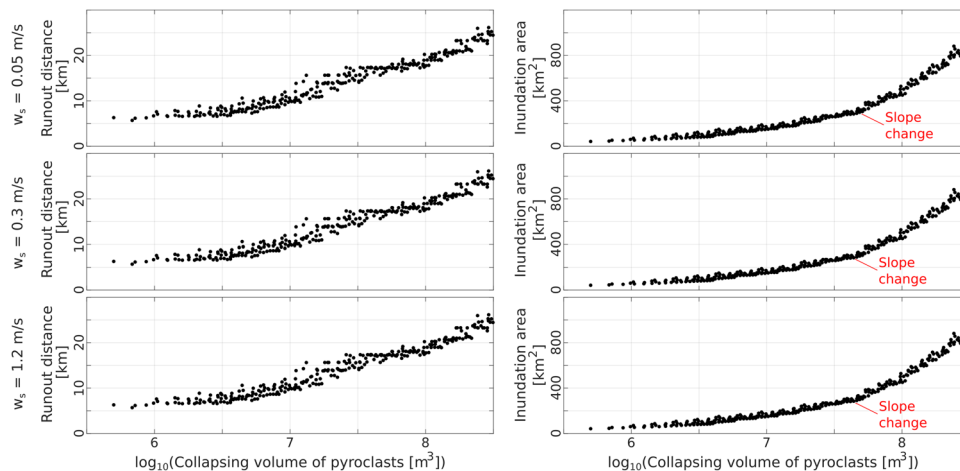 w_s = 0.05 m/s
Runout distance
[km]
20
10
0
Inundation area
[km²]
800
400
0
Slope
change
w_s = 0.3 m/s
Runout distance
[km]
20
10
0
Inundation area
[km²]
800
400
0
Slope
change
w_s = 1.2 m/s
Runout distance
[km]
20
10
0
6 7 8
log₁₀(Collapsing volume of pyroclasts [m³])
Inundation area
[km²]
800
400
0
Slope
change
6 7 8
log₁₀(Collapsing volume of pyroclasts [m³])